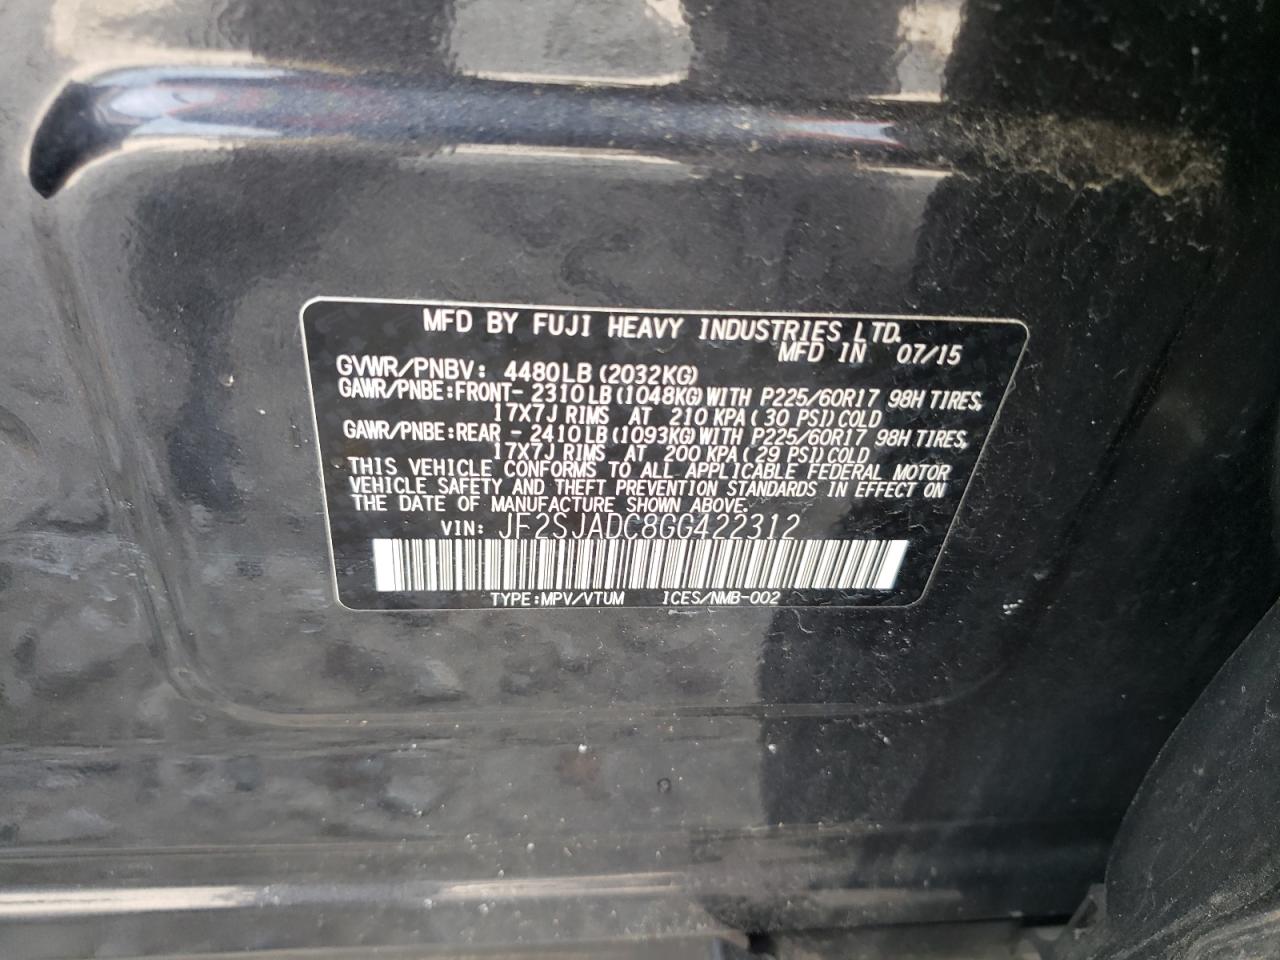 MFD BY FUJI HEAVY INDUSTRIES LTD.
MFD IN 07/15
GVWR/PNBV: 4480LB (2032KG)
GAWR/PNBE:FRONT- 2310LB (1048KG) WITH P225/60R17 98H TIRES,
17X7J RIMS AT 210 KPA ( 30 PSI) COLD
GAWR/PNBE:REAR - 2410LB (1093KG) WITH P225/60R17 98H TIRES,
17X7J RIMS AT 200 KPA ( 29 PSI) COLD
THIS VEHICLE CONFORMS TO ALL APPLICABLE FEDERAL MOTOR
VEHICLE SAFETY AND THEFT PREVENTION STANDARDS IN EFFECT ON
THE DATE OF MANUFACTURE SHOWN ABOVE.
VIN: JF2SJADC8GG422312
TYPE:MPV/VTUM ICES/NMB-002